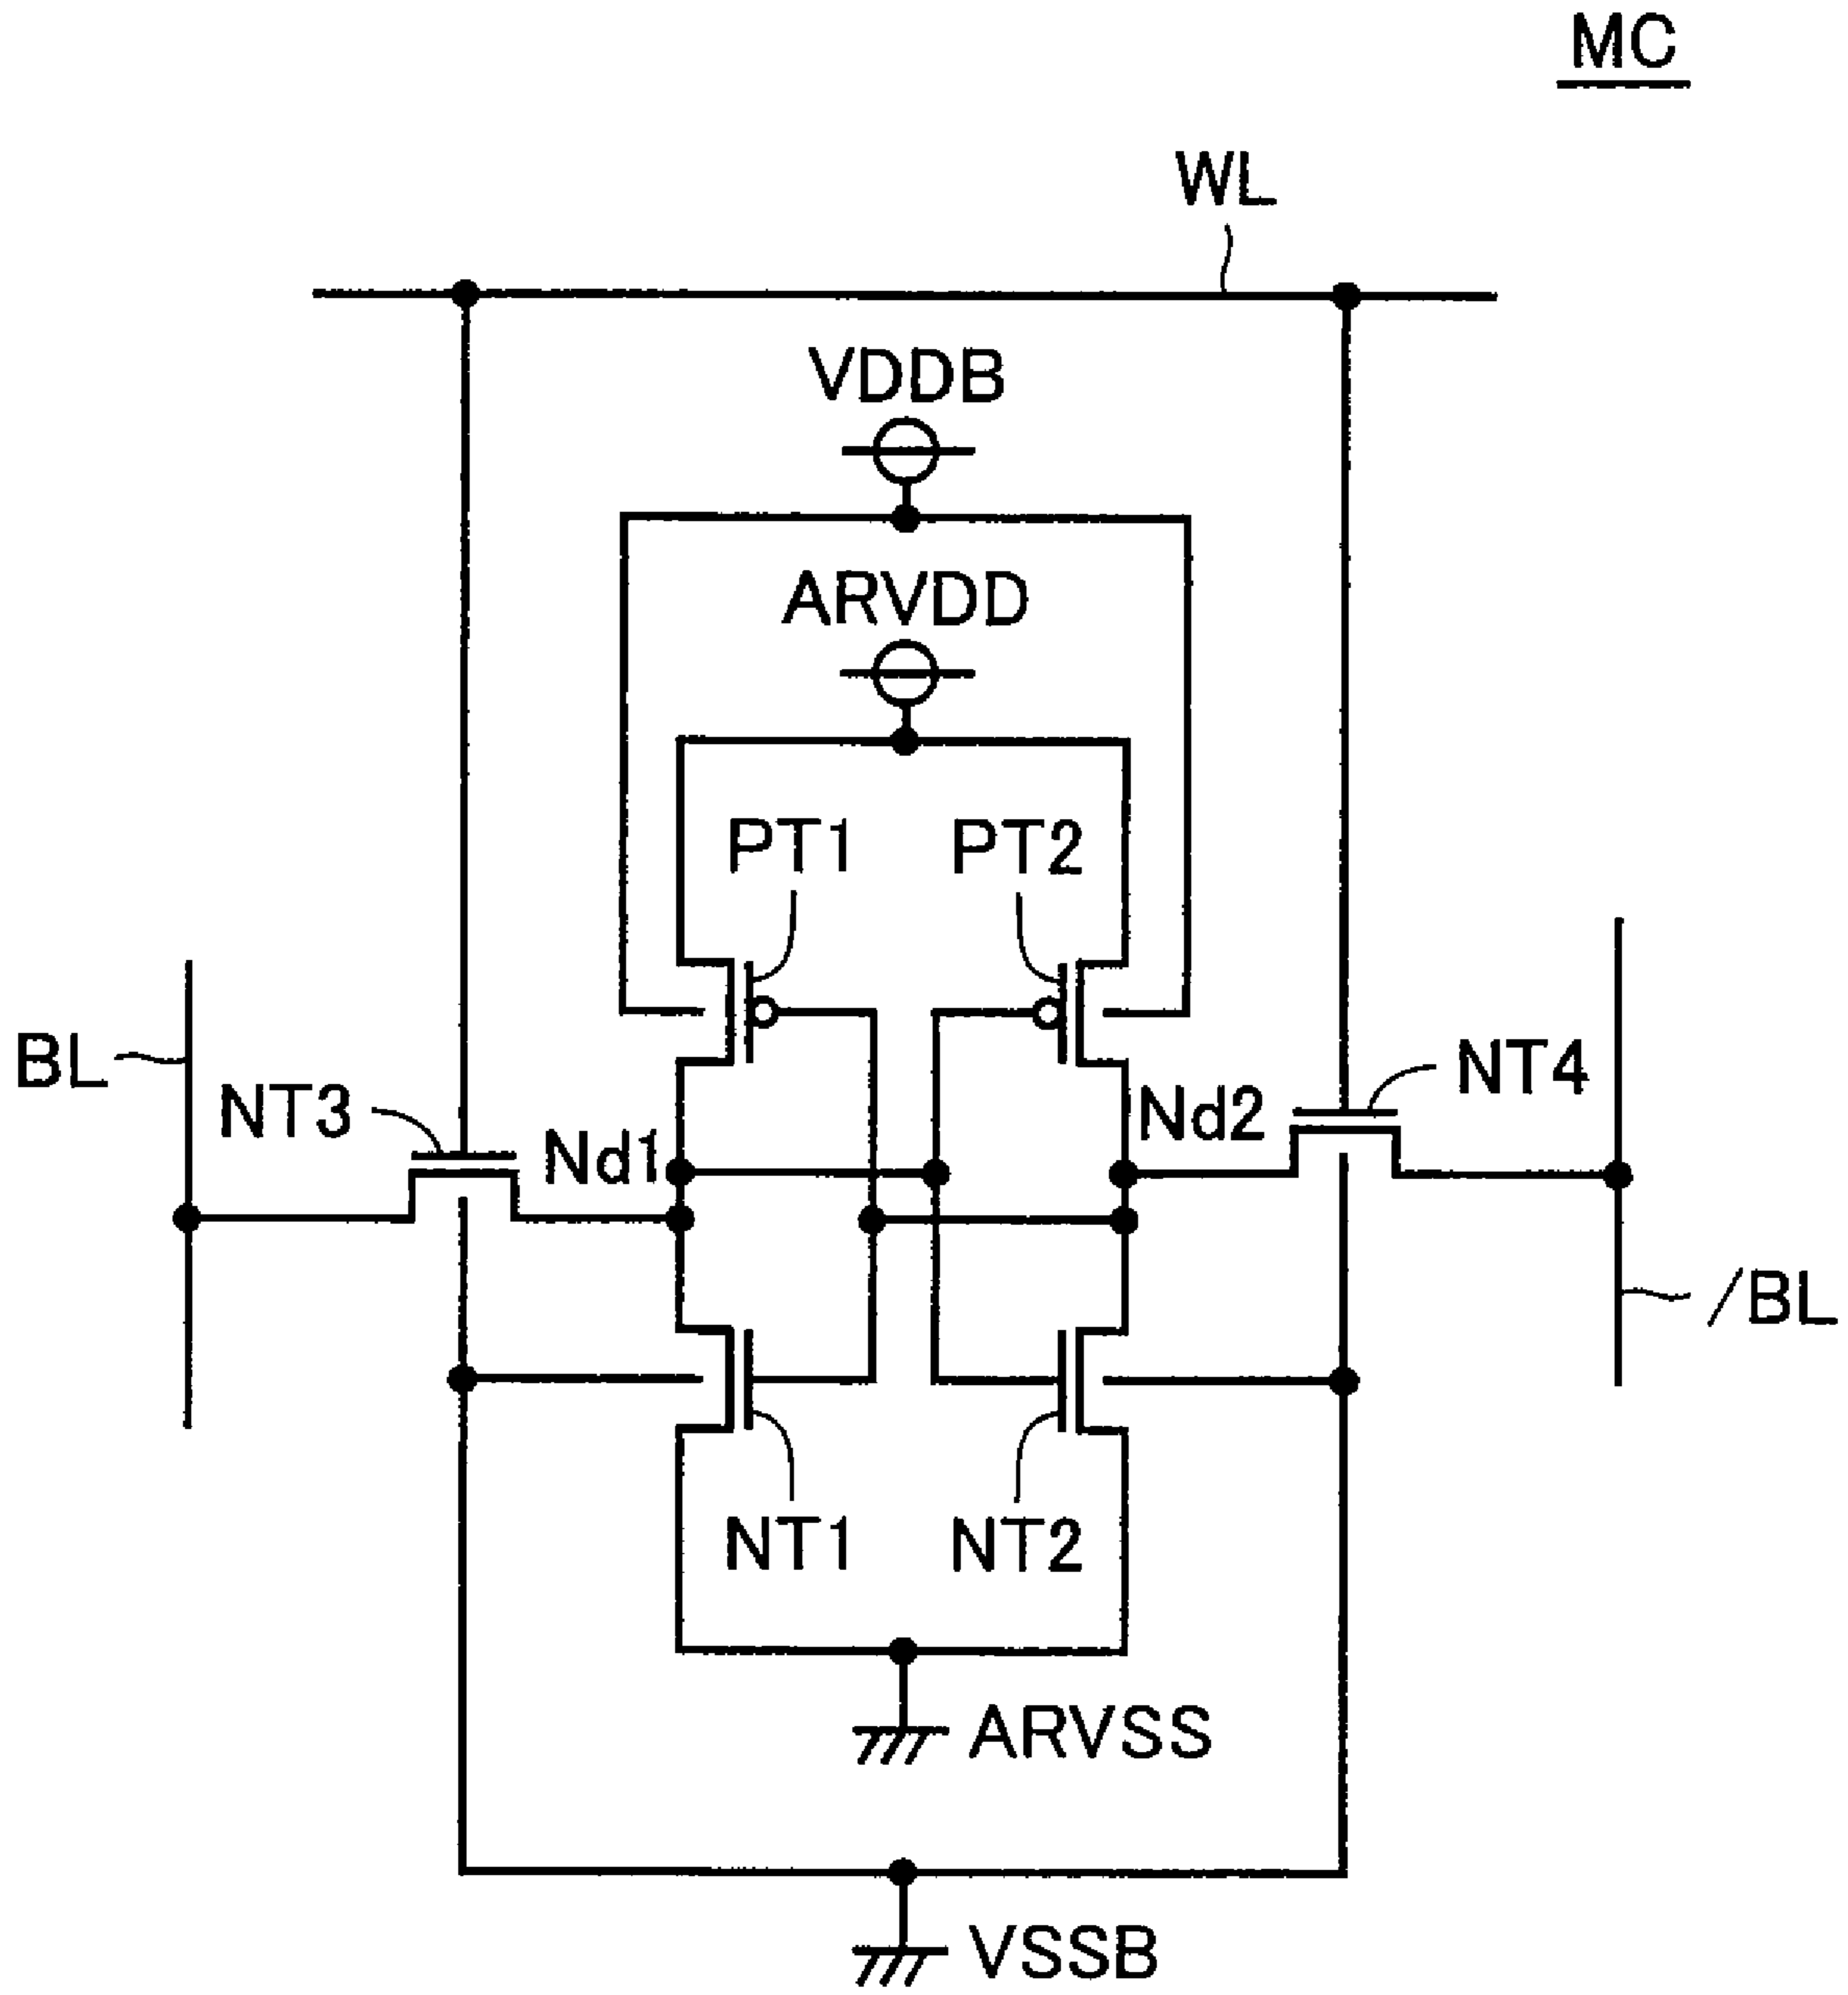 MC
WL
VDDB
ARVDD
PT1 PT2
BL
NT3
Nd1
Nd2
NT4
/BL
NT1 NT2
ARVSS
VSSB